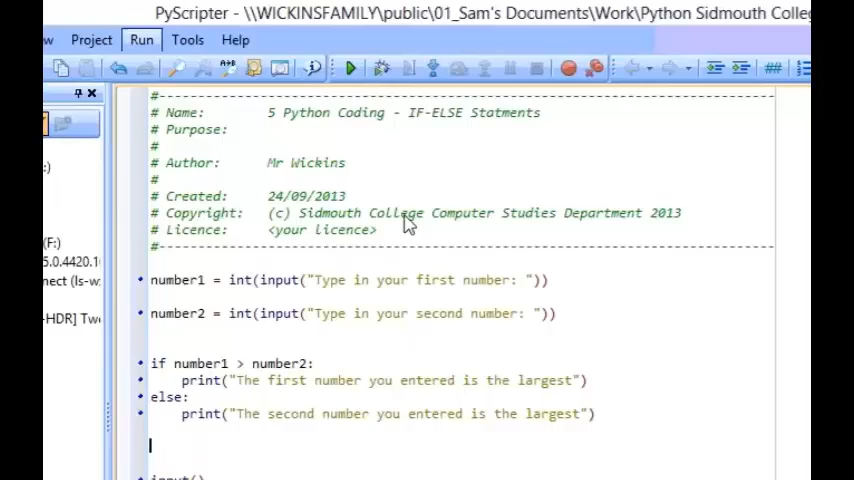 PyScripter - \\WICKINSFAMILY\public\01_Sam's Documents\Work\Python Sidmouth Colleg
w Project Run Tools Help
# Name: 5 Python Coding - IF-ELSE Statments
# Purpose:
#
# Author: Mr Wickins
#
# Created: 24/09/2013
# Copyright: (c) Sidmouth College Computer Studies Department 2013
# Licence: <your licence>
#
:)
(F:)
5.0.4420.1
nnect (ls-w
-HDR] Twe
number1 = int(input("Type in your first number: "))
number2 = int(input("Type in your second number: "))
if number1 > number2:
print("The first number you entered is the largest")
else:
print("The second number you entered is the largest")
input()